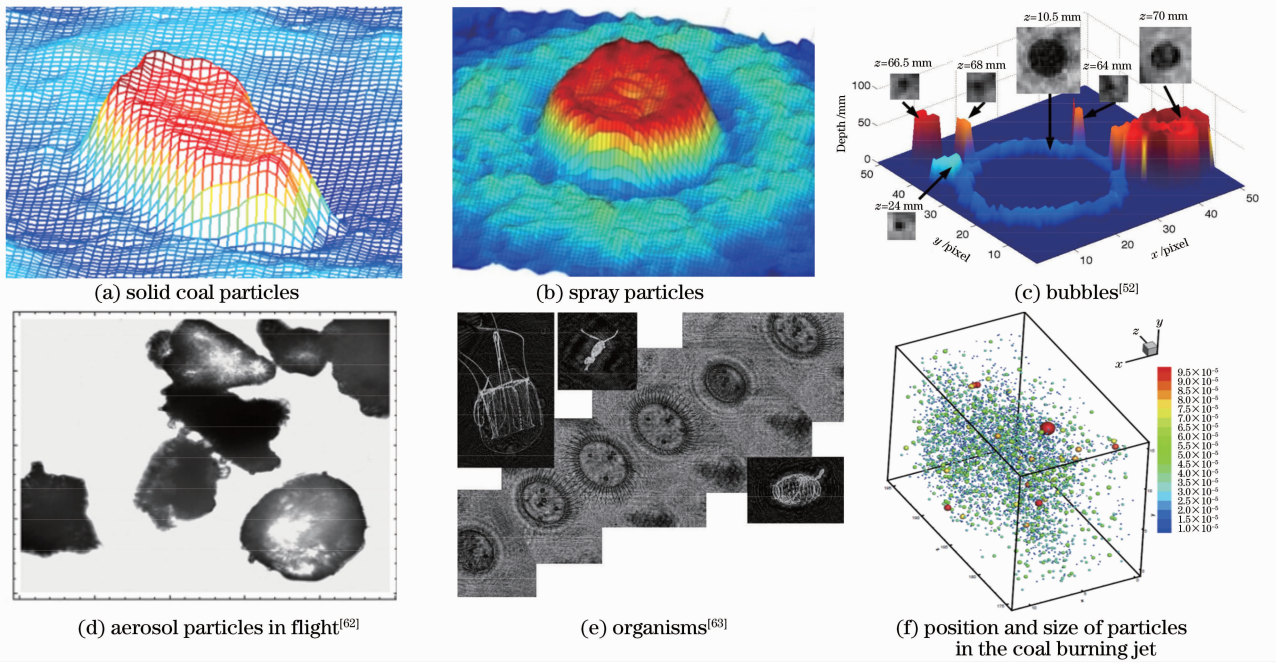 z=10.5 mm
z=70 mm
z=66.5 mm
z=68 mm
z=64 mm
100
50
0
Depth /mm
50
40
30
20
10
y /pixel
z=24 mm
10
20
30
40
50
x /pixel
(a) solid coal particles
(b) spray particles
(c) bubbles[52]
z
y
x
9.5×10⁻⁵
9.0×10⁻⁵
8.5×10⁻⁵
8.0×10⁻⁵
7.5×10⁻⁵
6.5×10⁻⁵
6.0×10⁻⁵
5.5×10⁻⁵
5.0×10⁻⁵
4.5×10⁻⁵
4.0×10⁻⁵
3.5×10⁻⁵
3.0×10⁻⁵
2.5×10⁻⁵
2.0×10⁻⁵
1.5×10⁻⁵
1.0×10⁻⁵
(d) aerosol particles in flight[62]
(e) organisms[63]
(f) position and size of particles
in the coal burning jet